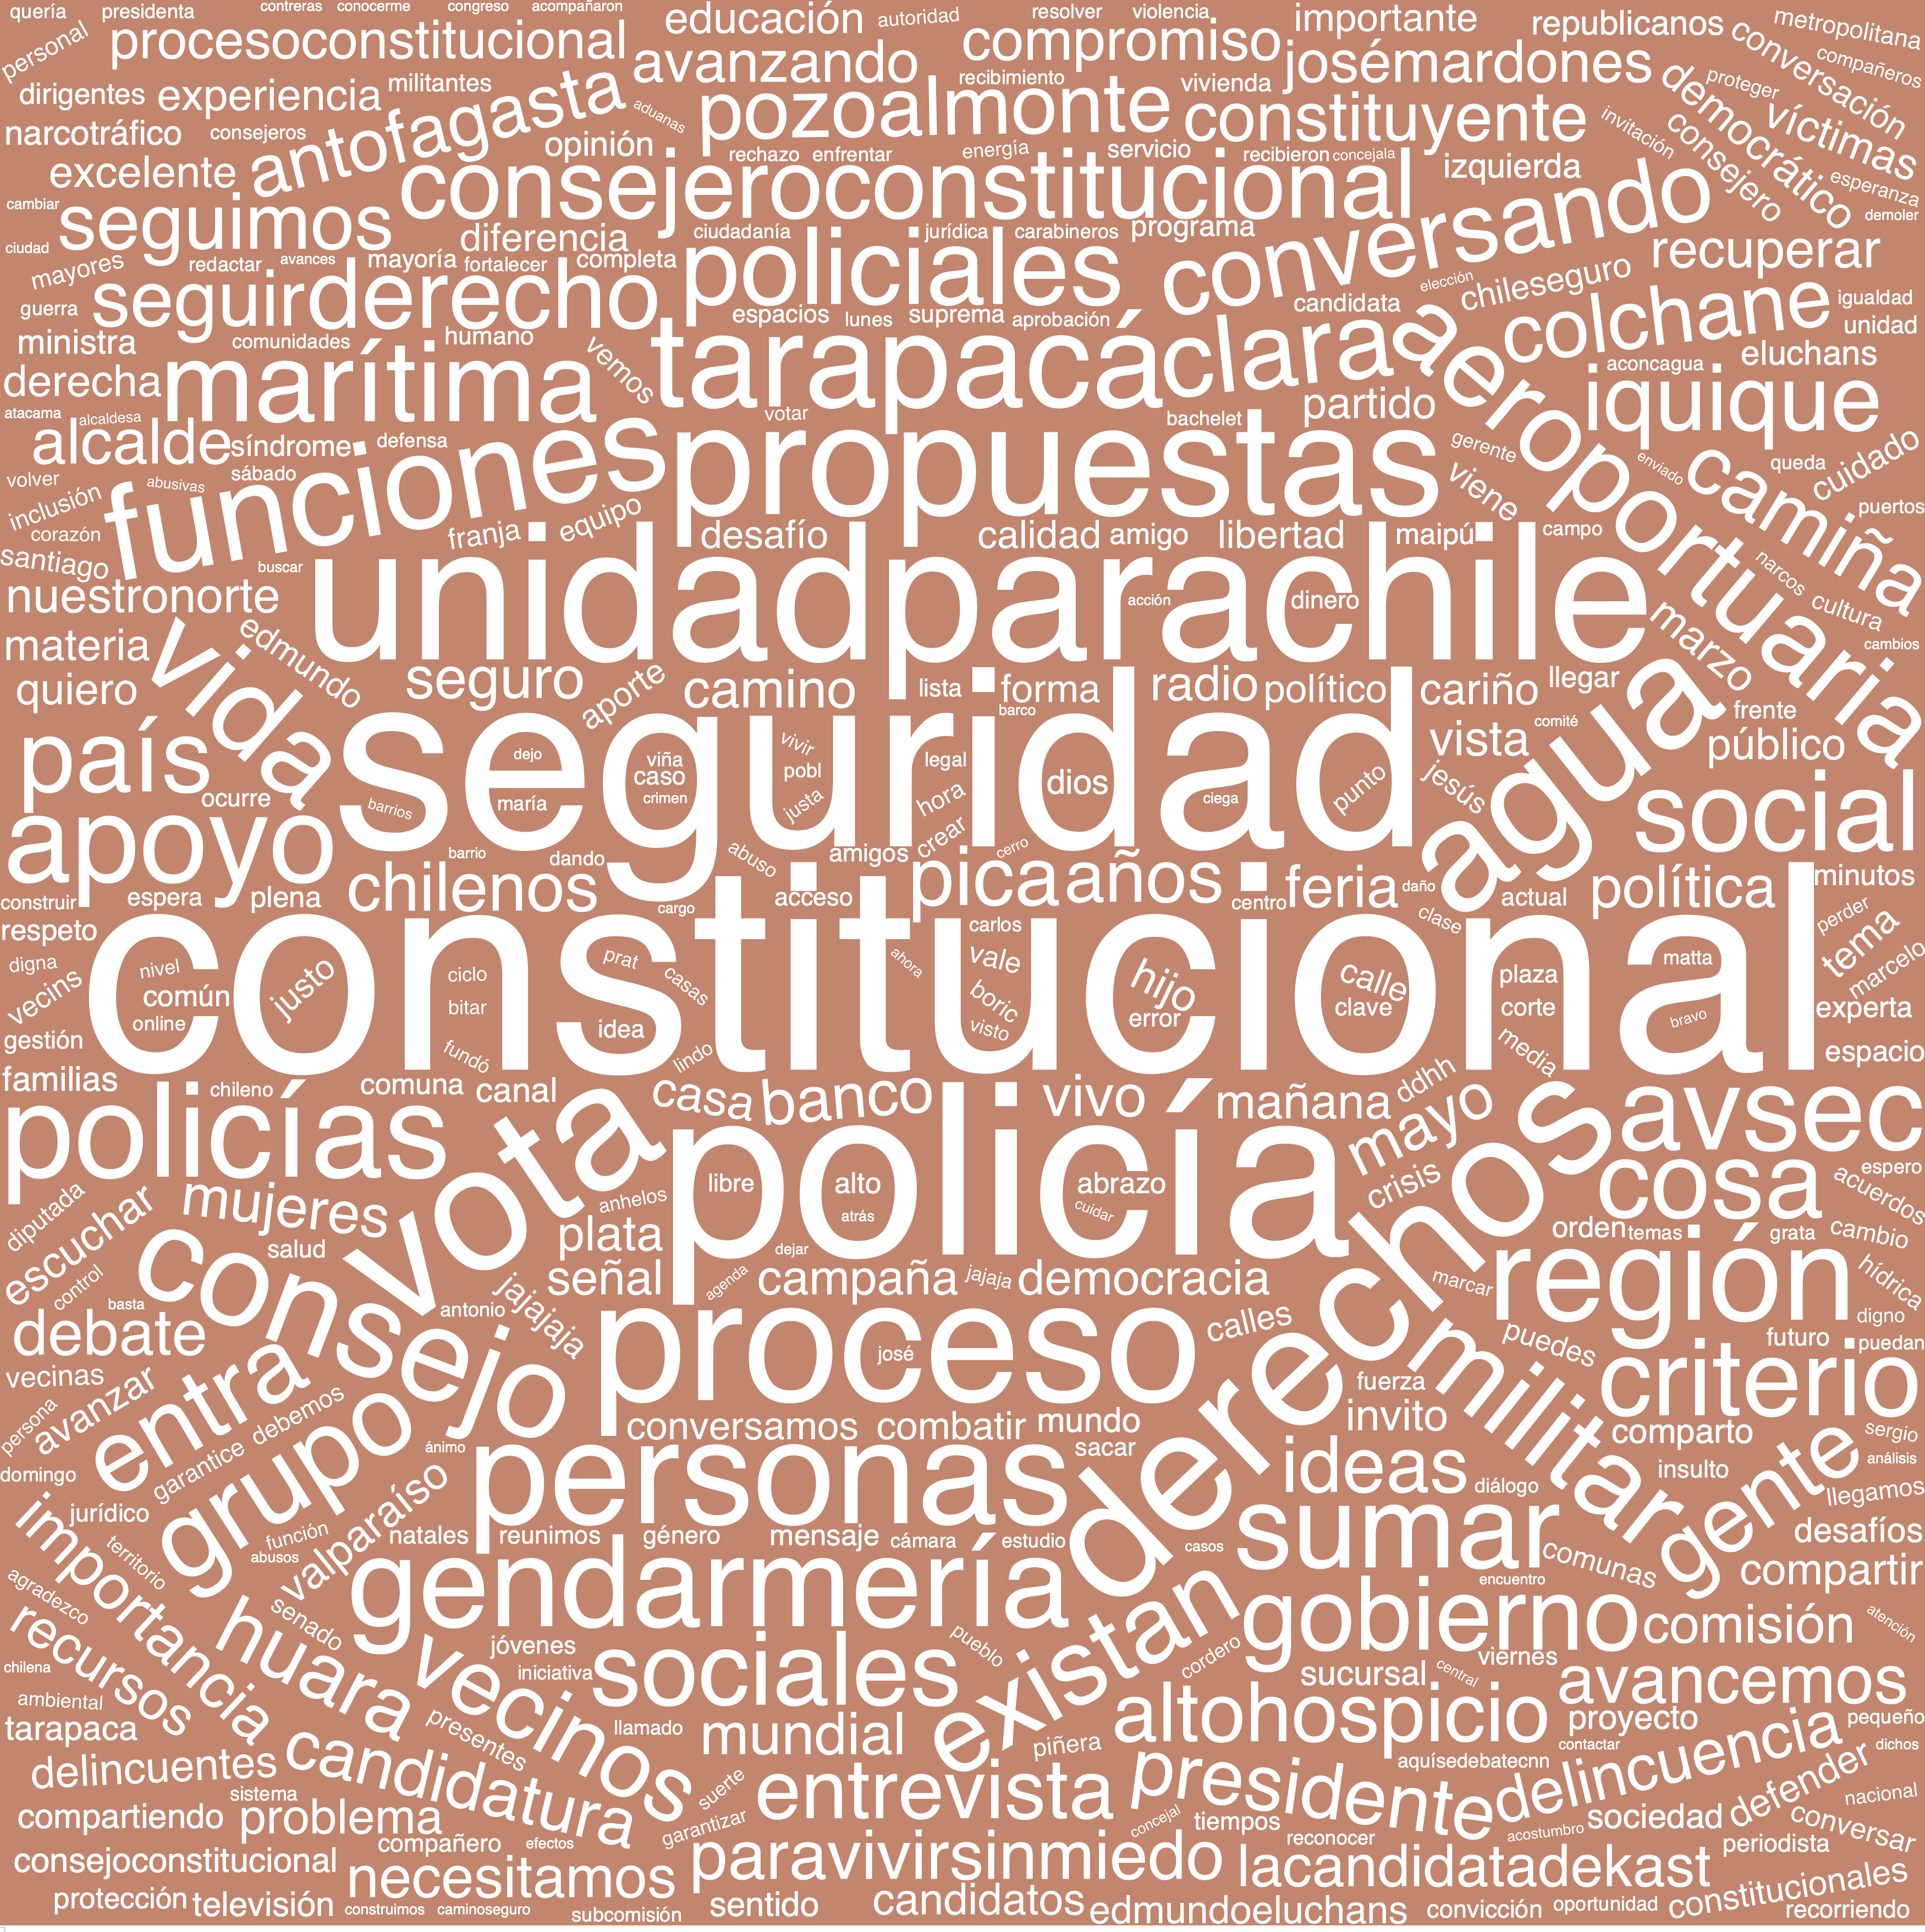 quería presidenta contreras conocerme congreso acompañaron educación autoridad resolver violencia importante republicanos metropolitana
personal procesoconstitucional avanzando compromiso josémardones conversación compañeros
dirigentes experiencia militantes antofagasta aduanas recibimiento pozoalmonte vivienda constituyente democrático proteger víctimas
narcotráfico consejeros opinión rechazo enfrentar energía servicio recibieron concejala izquierda invitación consejero
excelente consejeroconstitucional conversando esperanza
cambiar seguimos diferencia ciudadanía jurídica carabineros programa demoler
ciudad mayores redactar avances mayoría fortalecer completa policiales elección chileseguro recuperar
guerra seguirderecho espacios lunes suprema aprobación candidata colchane igualdad
ministra comunidades humano vemos tarapacá clara aeroportuaria aconcagua unidad eluchans
derecha marítima votar bachelet partido iquique
atacama alcaldesa alcalde síndrome defensa funciones propuestas gerente enviado camiña queda cuidado
volver abusivas sábado viene
inclusión corazón franja equipo desafío calidad amigo libertad maipú campo puertos
santiago buscar unidadparachile acción dinero narcos cultura
nuestronorte edmundo marzo cambios
materia vida seguro aporte camino lista forma radio político cariño llegar agua
quiero barco frente
país seguridad dejo viña vivir legal vista comité público
ocurre barrios maría caso crimen pobl justa hora dios ciega punto jesús social
apoyo barrio dando abuso amigos crear cerro
construir espera plena chilenos cargo acceso pica años centro feria daño actual política minutos
respeto constitucional carlos clase perder tema
digna vecins nivel común justo ciclo prat casas ahora vale hijo calle plaza matta marcelo
online bitar idea boric visto error clave corte bravo experta
gestión fundó lindo media espacio
familias chileno comuna canal casa banco vivo mañana ddhh
policías vota policía mayo derechos avsec
diputada escuchar mujeres anhelos libre alto atrás abrazo cuidar crisis cosa espero acuerdos
control salud consejo plata dejar orden temas grata cambio
basta antonio jajajaja señal agenda campaña jajaja democracia marcar región hídrica
debate entra proceso josé calles militar puedes futuro digno puedan
vecinas avanzar grupo fuerza criterio
persona garantice debemos ánimo conversamos combatir mundo sacar invito comparto gente sergio
domingo personas ideas diálogo insulto análisis
importancia jurídico función abusos valparaíso natales reunimos género mensaje cámara estudio casos sumar llegamos
territorio gendarmería existan encuentro comunas desafíos compartir
agradezco recursos huara senado vecinos jóvenes pueblo cordero gobierno comisión atención
chilena iniciativa sociales sucursal central viernes avancemos
ambiental tarapaca presentes llamado mundial piñera altohospicio proyecto pequeño
delincuentes candidatura aquísedebatecnn contactar delincuencia dichos
sistema suerte entrevista presidente defender nacional
compartiendo problema compañero efectos garantizar concejal tiempos reconocer acostumbro sociedad conversar periodista
consejoconstitucional necesitamos paravivirsinmiedo lacandidatadekast
protección televisión construimos caminoseguro subcomisión sentido candidatos edmundoeluchans convicción oportunidad constitucionales recorriendo